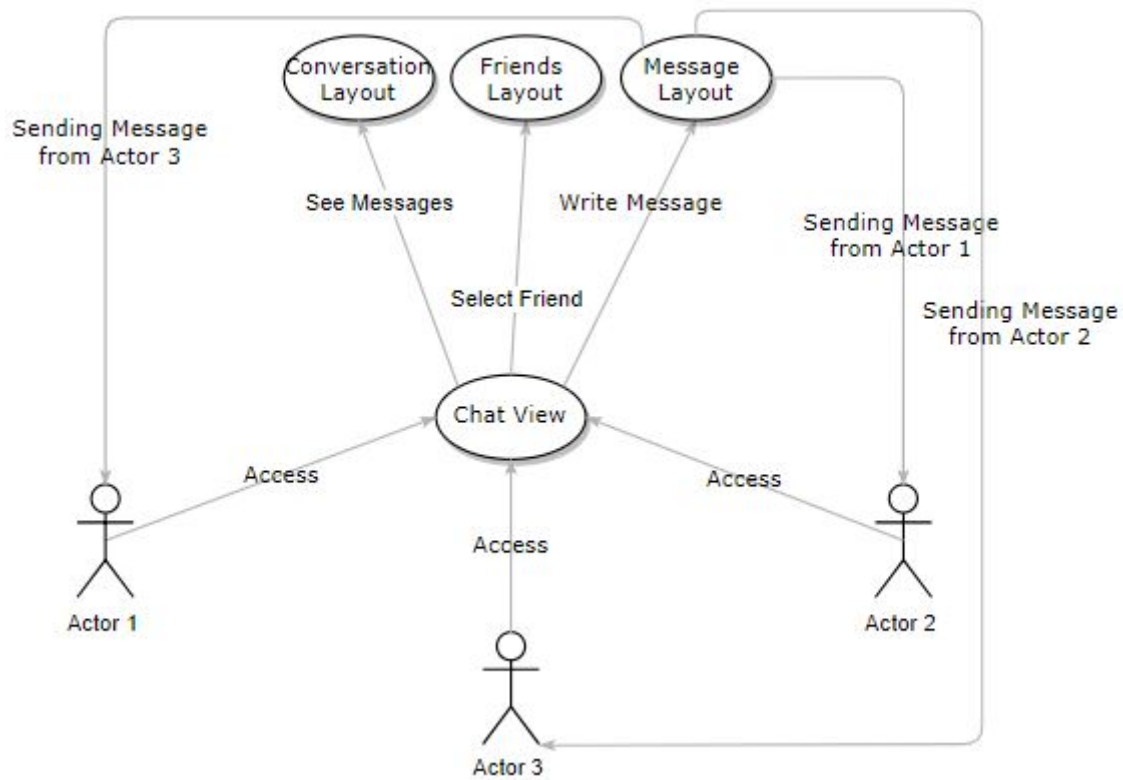 Conversation
Layout
Friends
Layout
Message
Layout
Sending Message
from Actor 3
See Messages
Write Message
Sending Message
from Actor 1
Select Friend
Sending Message
from Actor 2
Chat View
Access
Access
Access
Actor 1
Actor 2
Actor 3